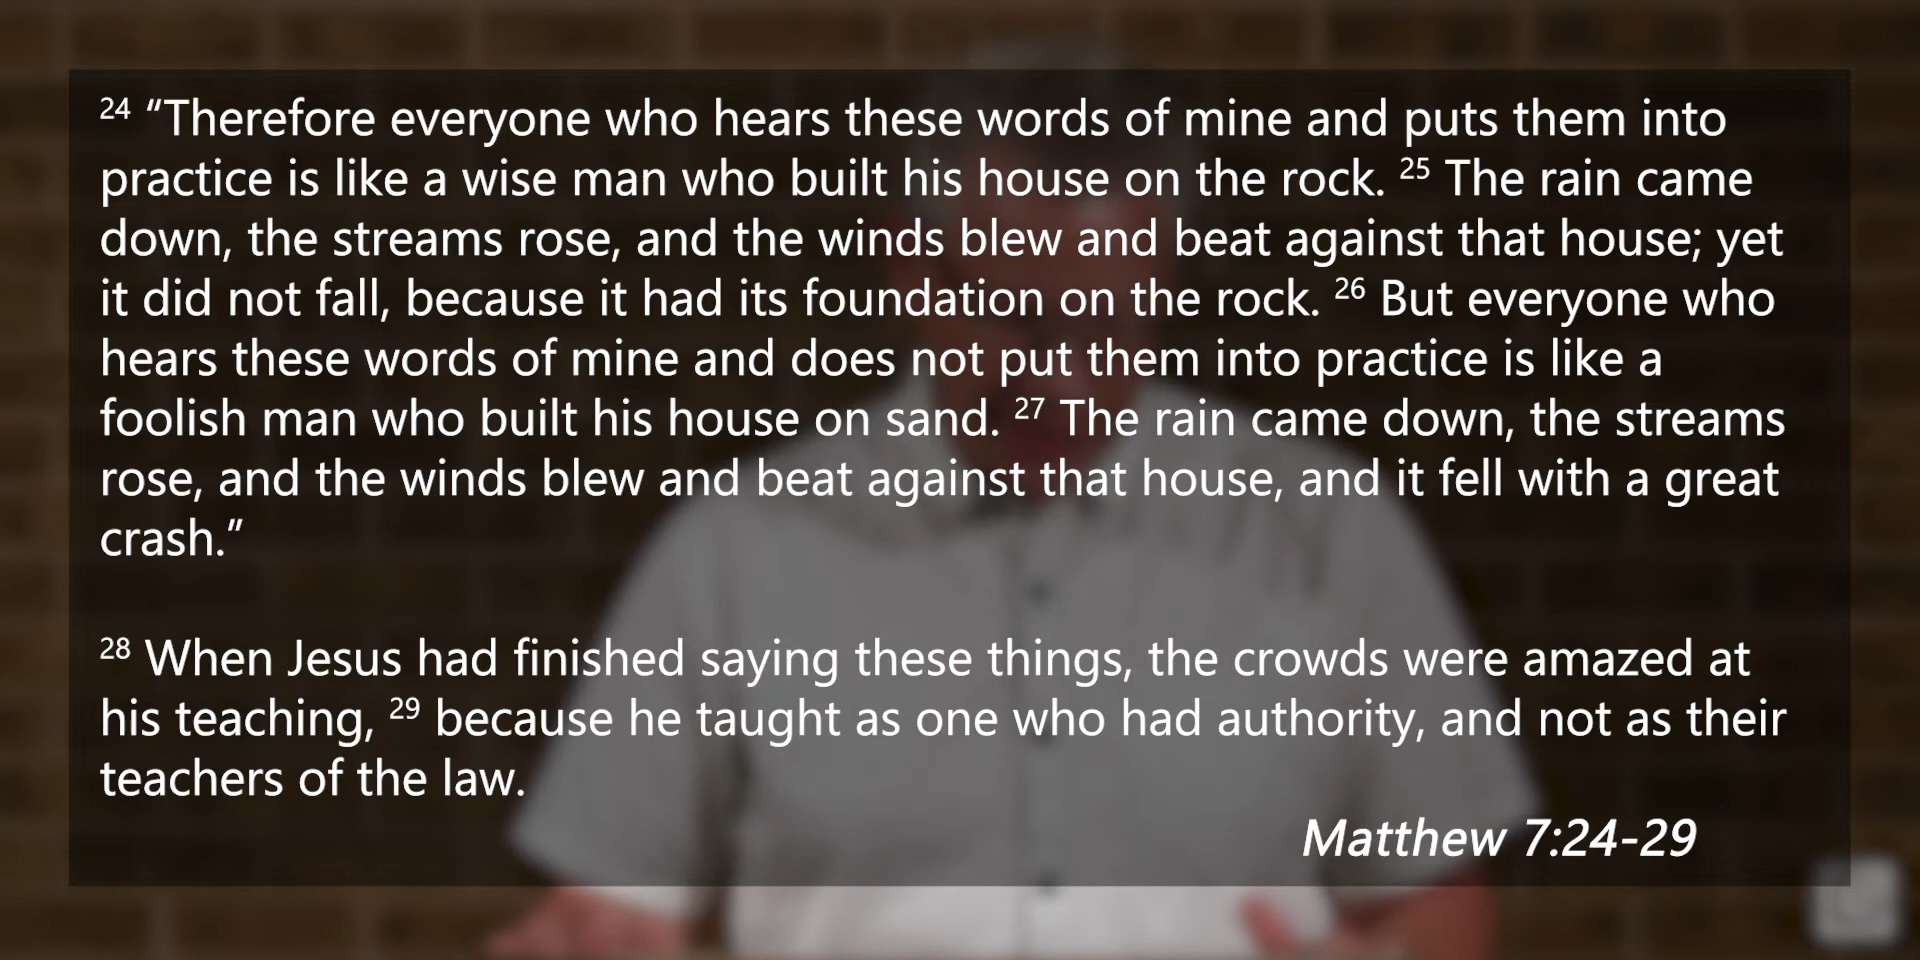 24 “Therefore everyone who hears these words of mine and puts them into
practice is like a wise man who built his house on the rock. 25 The rain came
down, the streams rose, and the winds blew and beat against that house; yet
it did not fall, because it had its foundation on the rock. 26 But everyone who
hears these words of mine and does not put them into practice is like a
foolish man who built his house on sand. 27 The rain came down, the streams
rose, and the winds blew and beat against that house, and it fell with a great
crash.”
28 When Jesus had finished saying these things, the crowds were amazed at
his teaching, 29 because he taught as one who had authority, and not as their
teachers of the law.
Matthew 7:24-29